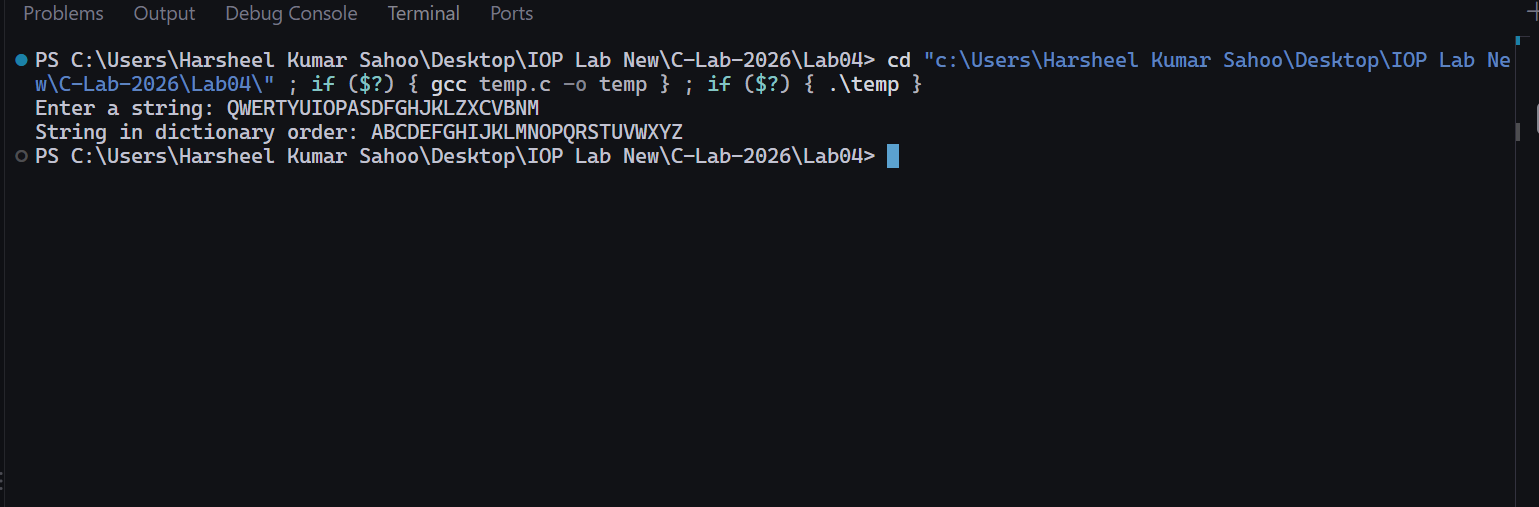 Problems Output Debug Console Terminal Ports
PS C:\Users\Harsheel Kumar Sahoo\Desktop\IOP Lab New\C-Lab-2026\Lab04> cd "c:\Users\Harsheel Kumar Sahoo\Desktop\IOP Lab Ne
w\C-Lab-2026\Lab04\" ; if ($?) { gcc temp.c -o temp } ; if ($?) { .\temp }
Enter a string: QWERTYUIOPASDFGHJKLZXCVBNM
String in dictionary order: ABCDEFGHIJKLMNOPQRSTUVWXYZ
PS C:\Users\Harsheel Kumar Sahoo\Desktop\IOP Lab New\C-Lab-2026\Lab04>